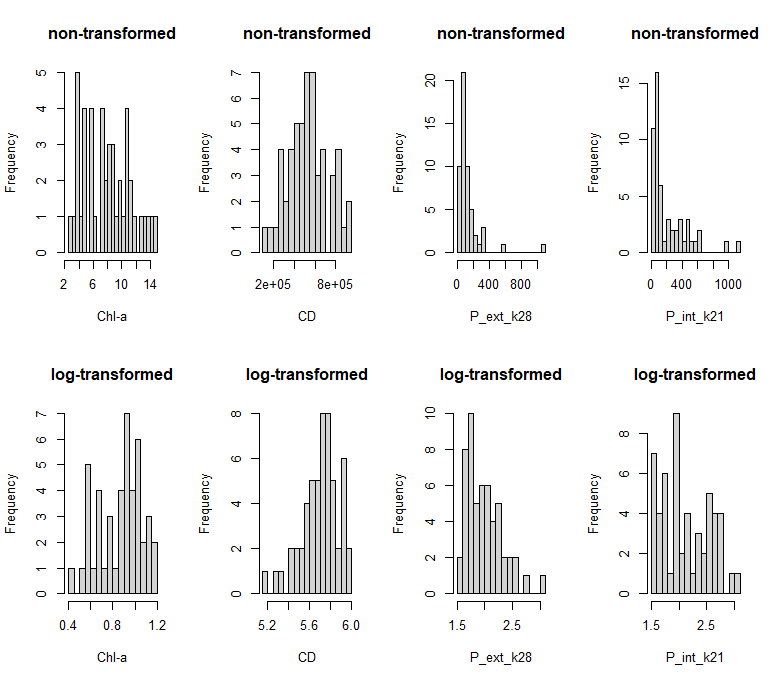 non-transformed non-transformed non-transformed non-transformed
Frequency
0 1 2 3 4 5
2 6 10 14
Chl-a
Frequency
0 1 2 3 4 5 6 7
2e+05 8e+05
CD
Frequency
0 5 10 15 20
0 400 800
P_ext_k28
Frequency
0 5 10 15
0 400 1000
P_int_k21
log-transformed log-transformed log-transformed log-transformed
Frequency
0 1 2 3 4 5 6 7
0.4 0.8 1.2
Chl-a
Frequency
0 2 4 6 8
5.2 5.6 6.0
CD
Frequency
0 2 4 6 8 10
1.5 2.5
P_ext_k28
Frequency
0 2 4 6 8
1.5 2.5
P_int_k21